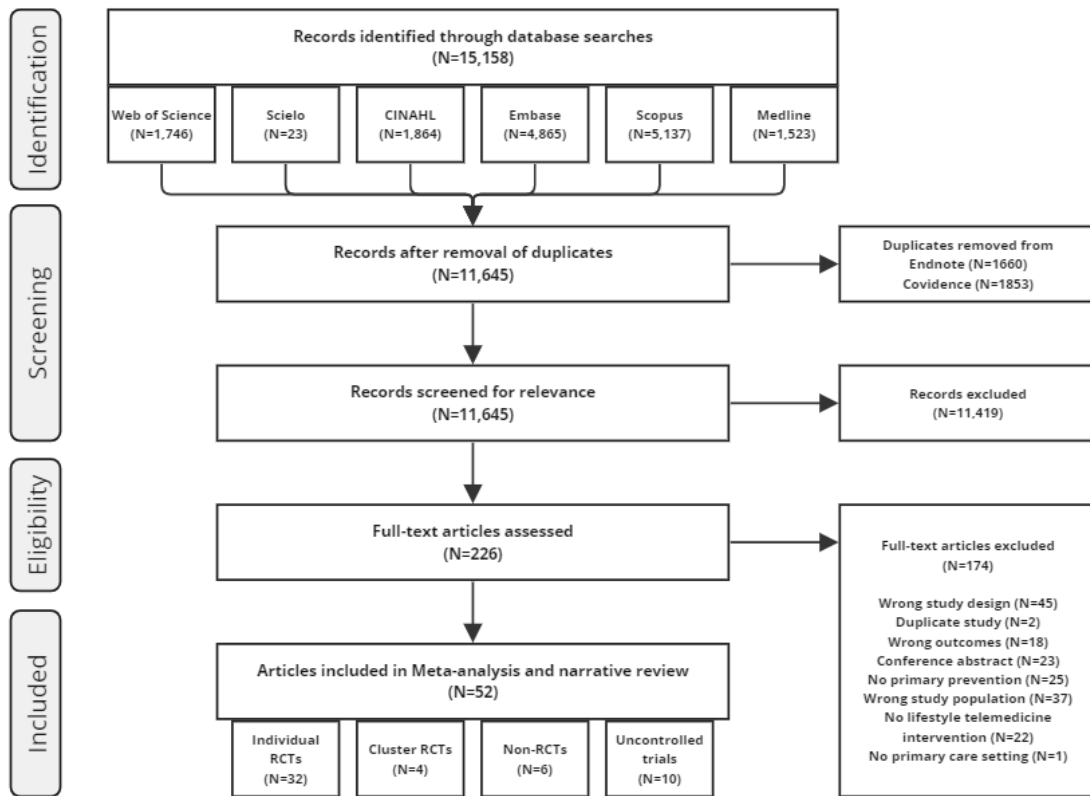 Identification
Records identified through database searches
(N=15,158)
Web of Science
(N=1,746)
Scielo
(N=23)
CINAHL
(N=1,864)
Embase
(N=4,865)
Scopus
(N=5,137)
Medline
(N=1,523)
Screening
Records after removal of duplicates
(N=11,645)
Duplicates removed from
Endnote (N=1660)
Covidence (N=1853)
Records screened for relevance
(N=11,645)
Records excluded
(N=11,419)
Eligibility
Full-text articles assessed
(N=226)
Full-text articles excluded
(N=174)
Wrong study design (N=45)
Duplicate study (N=2)
Wrong outcomes (N=18)
Conference abstract (N=23)
No primary prevention (N=25)
Wrong study population (N=37)
No lifestyle telemedicine
intervention (N=22)
No primary care setting (N=1)
Included
Articles included in Meta-analysis and narrative review
(N=52)
Individual
RCTs
(N=32)
Cluster RCTs
(N=4)
Non-RCTs
(N=6)
Uncontrolled
trials
(N=10)